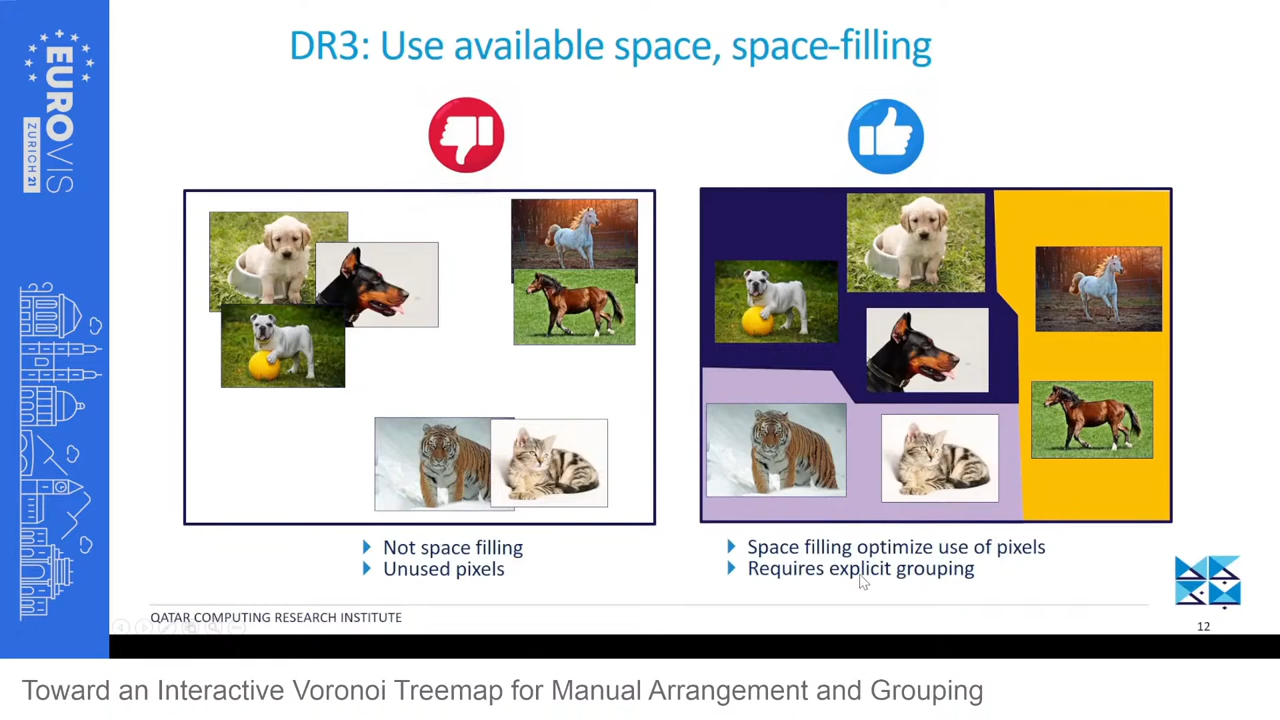 DR3: Use available space, space-filling
EUROVIS
ZURICH 21
Not space filling
Unused pixels
Space filling optimize use of pixels
Requires explicit grouping
QATAR COMPUTING RESEARCH INSTITUTE
12
Toward an Interactive Voronoi Treemap for Manual Arrangement and Grouping